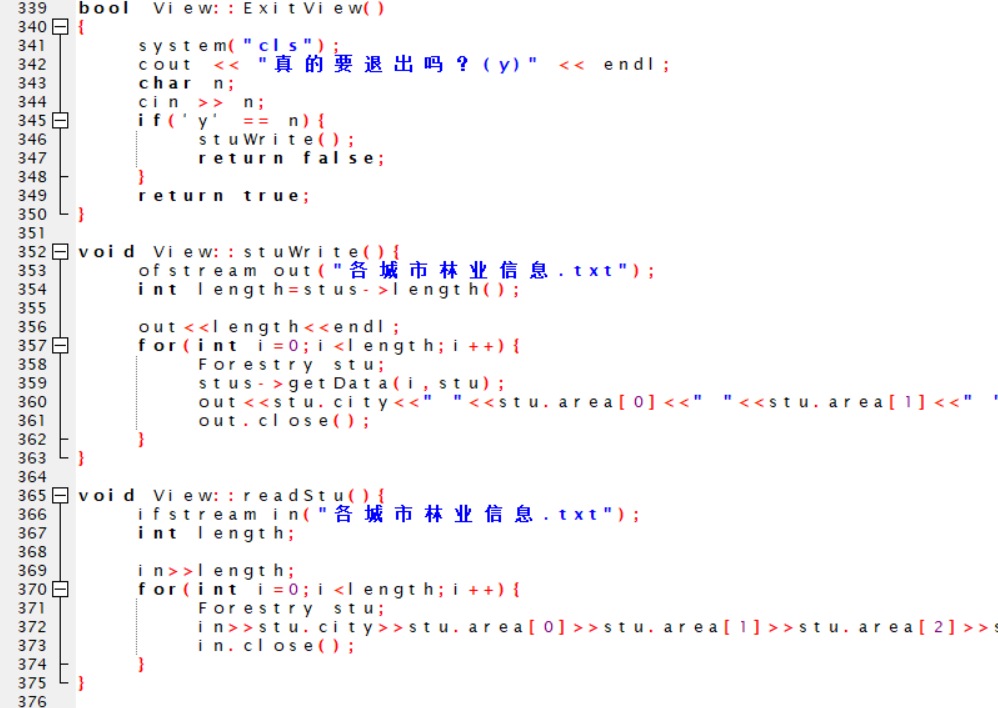 339 bool View::ExitView()
340 {
341 system("cls");
342 cout << "真的要退出吗？(y)" << endl;
343 char n;
344 cin >> n;
345 if('y' == n){
346 stuWrite();
347 return false;
348 }
349 return true;
350 }
351
352 void View::stuWrite(){
353 ofstream out("各城市林业信息.txt");
354 int length=stus->length();
355
356 out<<length<<endl;
357 for(int i=0;i<length;i++){
358 Forestry stu;
359 stus->getData(i,stu);
360 out<<stu.city<<" "<<stu.area[0]<<" "<<stu.area[1]<<" "
361 out.close();
362 }
363 }
364
365 void View::readStu(){
366 ifstream in("各城市林业信息.txt");
367 int length;
368
369 in>>length;
370 for(int i=0;i<length;i++){
371 Forestry stu;
372 in>>stu.city>>stu.area[0]>>stu.area[1]>>stu.area[2]>>s
373 in.close();
374 }
375 }
376